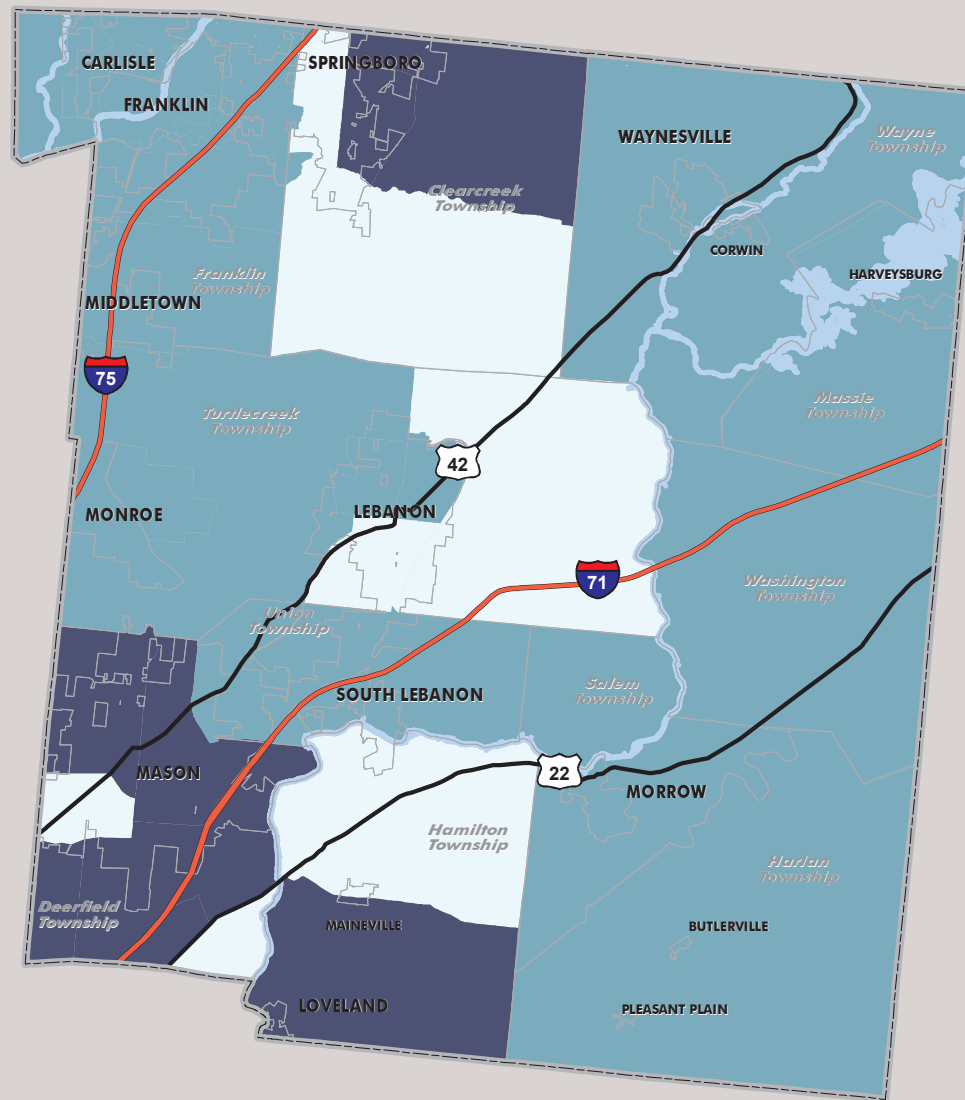 CARLISLE
SPRINGBORO
FRANKLIN
WAYNESVILLE
Wayne
Township
Clearcreek
Township
CORWIN
HARVEYSBURG
Franklin
Township
MIDDLETOWN
75
Turtlecreek
Township
Massie
Township
42
LEBANON
MONROE
71
Washington
Township
Union
Township
SOUTH LEBANON
Salem
Township
MASON
22
MORROW
Hamilton
Township
Harlan
Township
Deerfield
Township
MAINEVILLE
BUTLERVILLE
LOVELAND
PLEASANT PLAIN